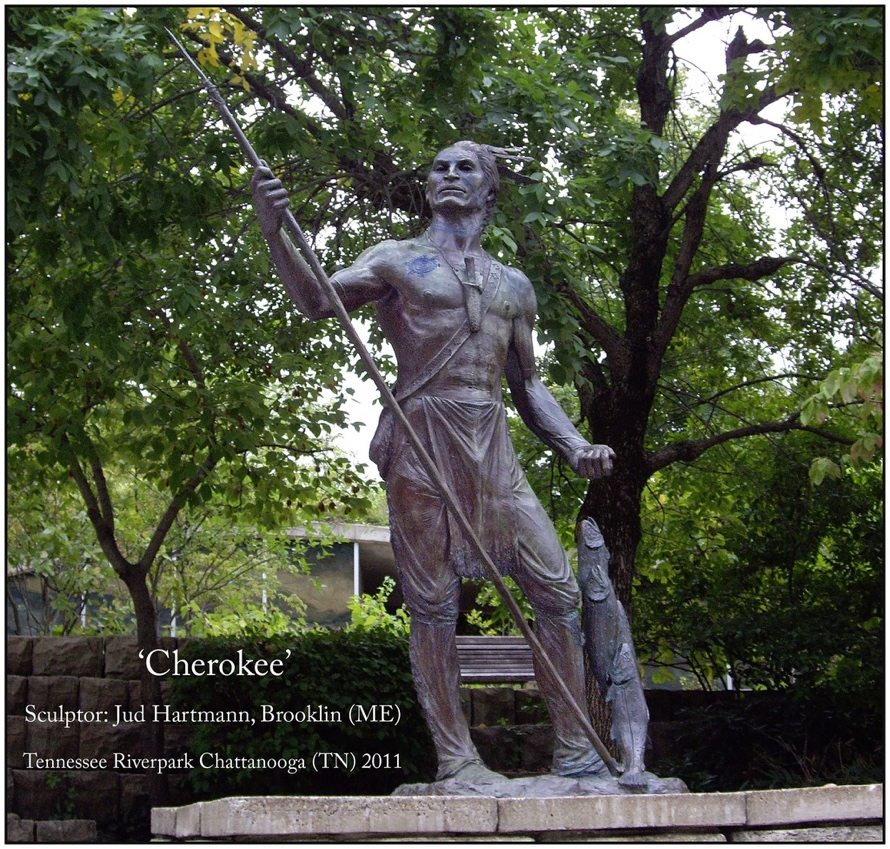 ‘Cherokee’
Sculptor: Jud Hartmann, Brooklin (ME)
Tennessee Riverpark Chattanooga (TN) 2011